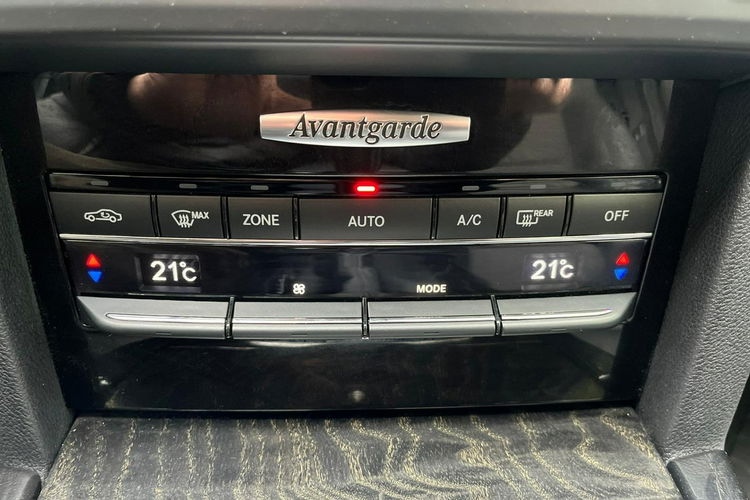 Avantgarde
MAX ZONE AUTO A/C REAR OFF
21°C MODE 21°C